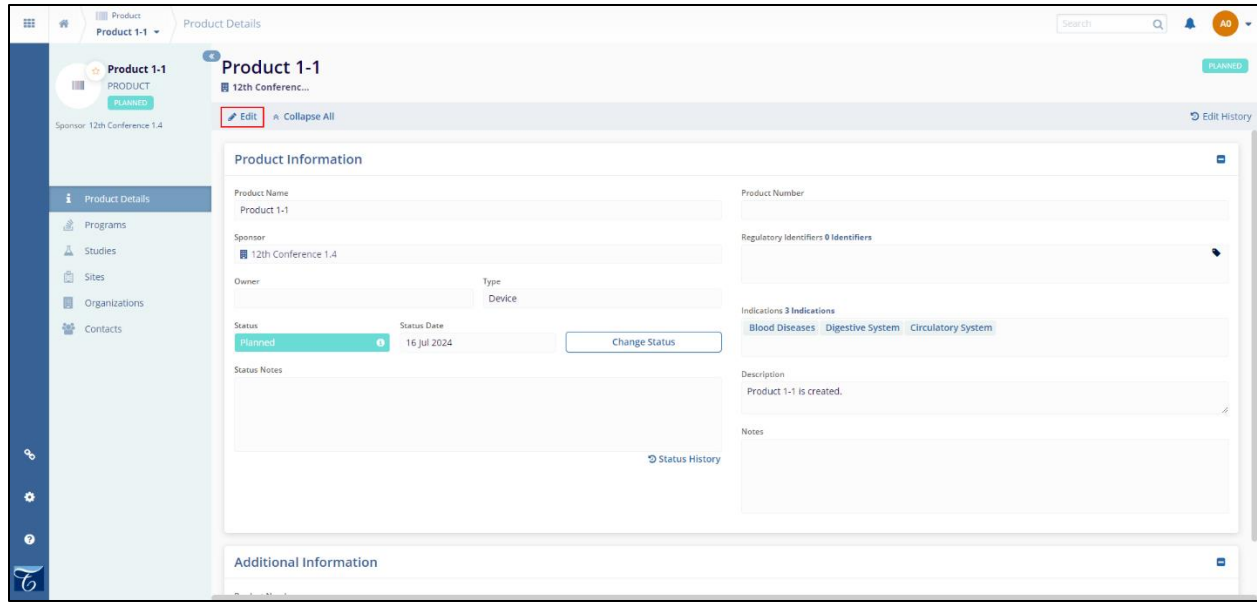 Product
Product 1-1
Product Details
Search
AO
Product 1-1
PRODUCT
PLANNED
Sponsor 12th Conference 1.4
Product Details
Programs
Studies
Sites
Organizations
Contacts
Product 1-1
12th Conferenc...
PLANNED
Edit
Collapse All
Edit History
Product Information
Product Name
Product 1-1
Sponsor
12th Conference 1.4
Owner
Type
Device
Status
Planned
Status Date
16 Jul 2024
Change Status
Status Notes
Status History
Product Number
Regulatory Identifiers 0 Identifiers
Indications 3 Indications
Blood Diseases Digestive System Circulatory System
Description
Product 1-1 is created.
Notes
Additional Information